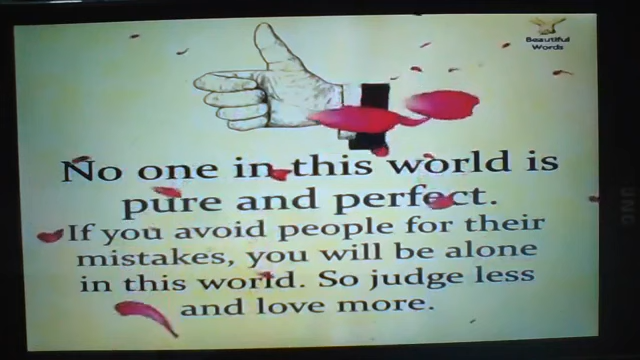 Beautiful
Words
No one in this world is
pure and perfect.
If you avoid people for their
mistakes, you will be alone
in this world. So judge less
and love more.